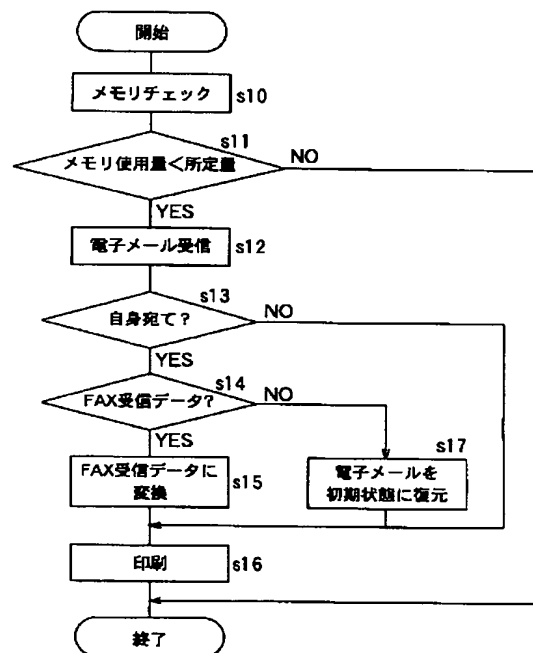 開始
メモリチェック s10
s11
メモリ使用量<所定量 NO
YES
電子メール受信 s12
s13
自身宛て? NO
YES
s14
FAX受信データ? NO
YES
s17
FAX受信データに
変換 s15
電子メールを
初期状態に復元
印刷 s16
終了